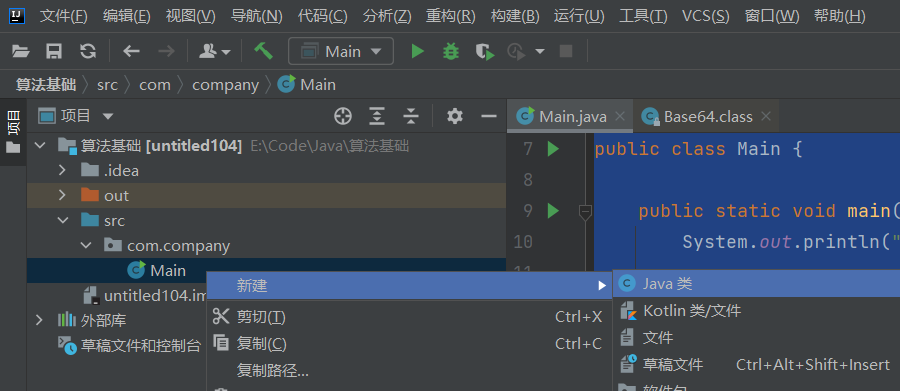 IJ 文件(F) 编辑(E) 视图(V) 导航(N) 代码(C) 分析(Z) 重构(R) 构建(B) 运行(U) 工具(T) VCS(S) 窗口(W) 帮助(H)
Main
算法基础 src com company Main
项目
项目
Main.java Base64.class
算法基础 [untitled104] E:\Code\Java\算法基础
.idea
out
src
com.company
Main
untitled104.im
外部库
草稿文件和控制台
7 public class Main {
8
9 public static void main(
10 System.out.println("
新建
剪切(T) Ctrl+X
复制(C) Ctrl+C
复制路径...
Java 类
Kotlin 类/文件
文件
草稿文件 Ctrl+Alt+Shift+Insert
软件包